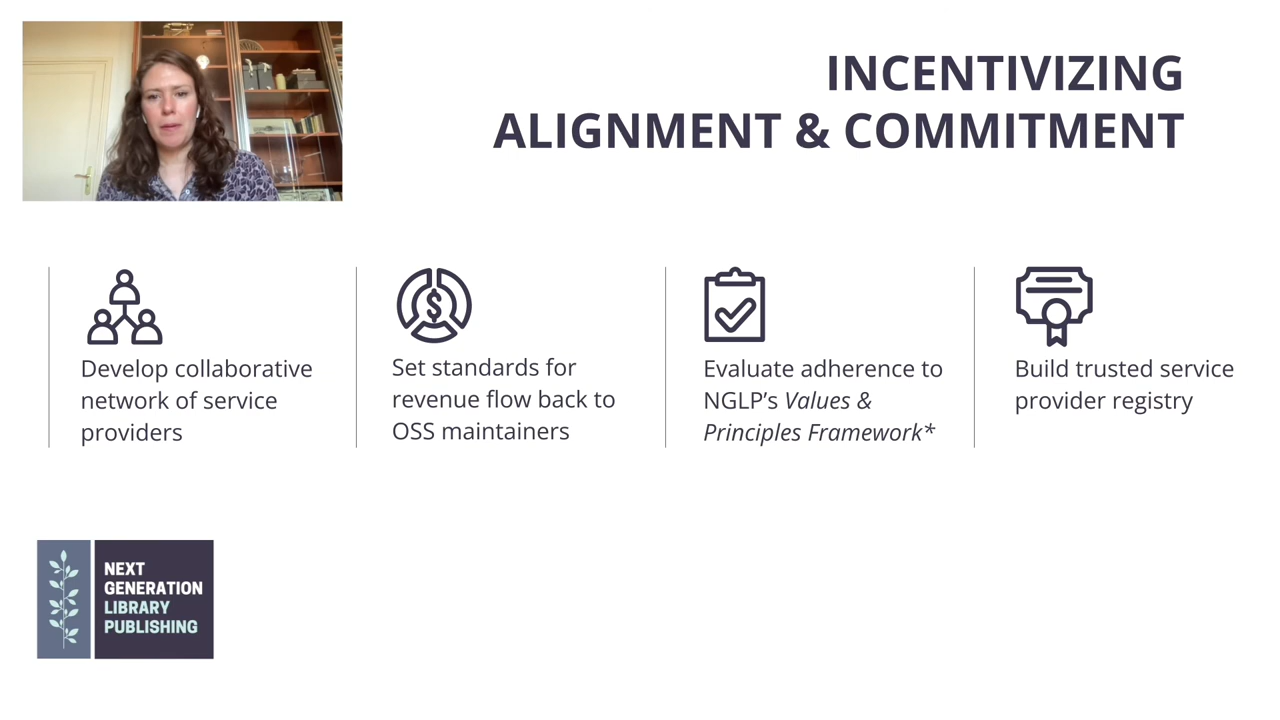 INCENTIVIZING
ALIGNMENT & COMMITMENT
Develop collaborative
network of service
providers
Set standards for
revenue flow back to
OSS maintainers
Evaluate adherence to
NGLP’s Values &
Principles Framework*
Build trusted service
provider registry
NEXT
GENERATION
LIBRARY
PUBLISHING